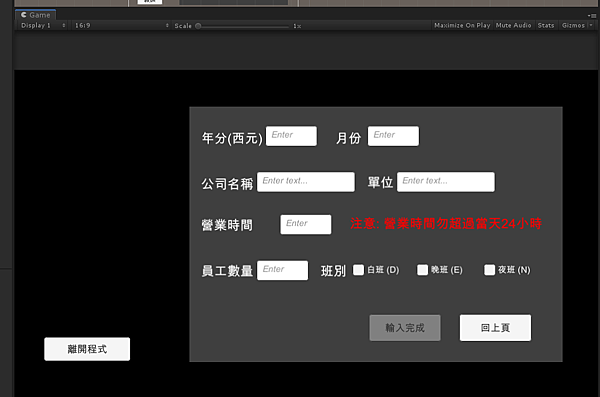 Game
Display 1 16:9 Scale 1x Maximize On Play Mute Audio Stats Gizmos
年分(西元) Enter 月份 Enter
公司名稱 Enter text... 單位 Enter text...
營業時間 Enter 注意: 營業時間勿超過當天24小時
員工數量 Enter 班別 白班 (D) 晚班 (E) 夜班 (N)
輸入完成 回上頁
離開程式